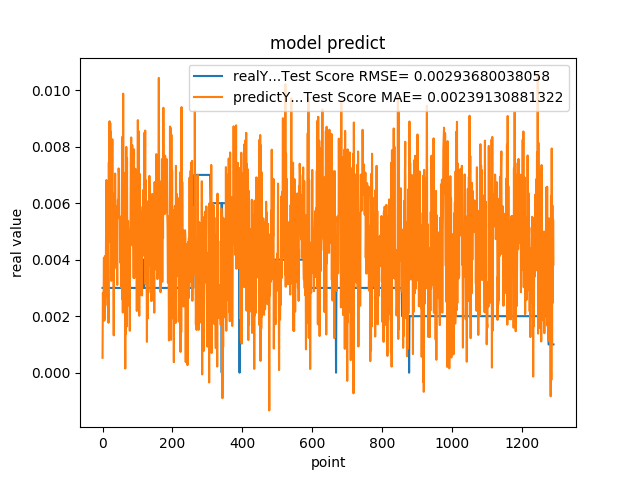 model predict
realY...Test Score RMSE= 0.00293680038058
predictY...Test Score MAE= 0.00239130881322
0.010
0.008
0.006
0.004
0.002
0.000
real value
0 200 400 600 800 1000 1200
point